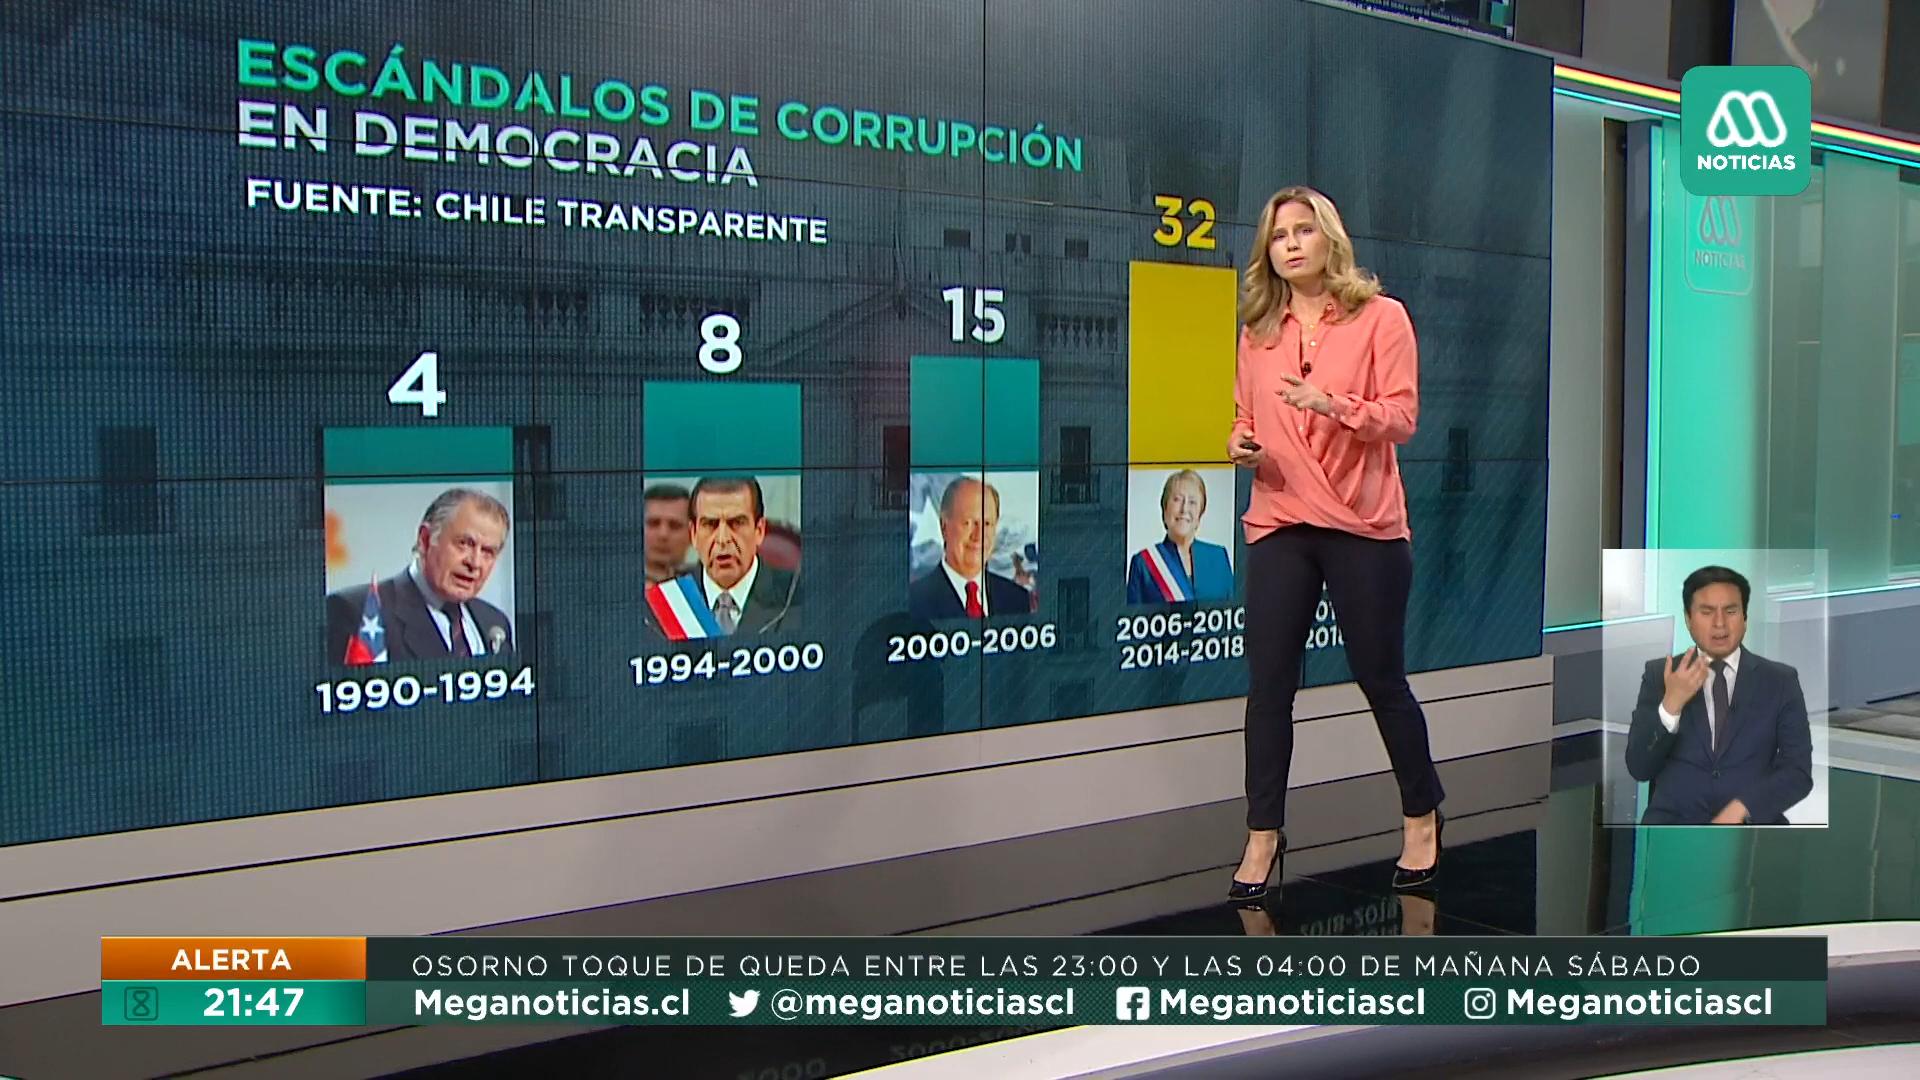 ESCÁNDALOS DE CORRUPCIÓN
EN DEMOCRACIA
FUENTE: CHILE TRANSPARENTE
4
8
15
32
1990-1994
1994-2000
2000-2006
2006-2010
2014-2018
NOTICIAS
NOTICIAS
ALERTA
21:47
OSORNO TOQUE DE QUEDA ENTRE LAS 23:00 Y LAS 04:00 DE MAÑANA SÁBADO
Meganoticias.cl @meganoticiascl Meganoticiascl Meganoticiascl